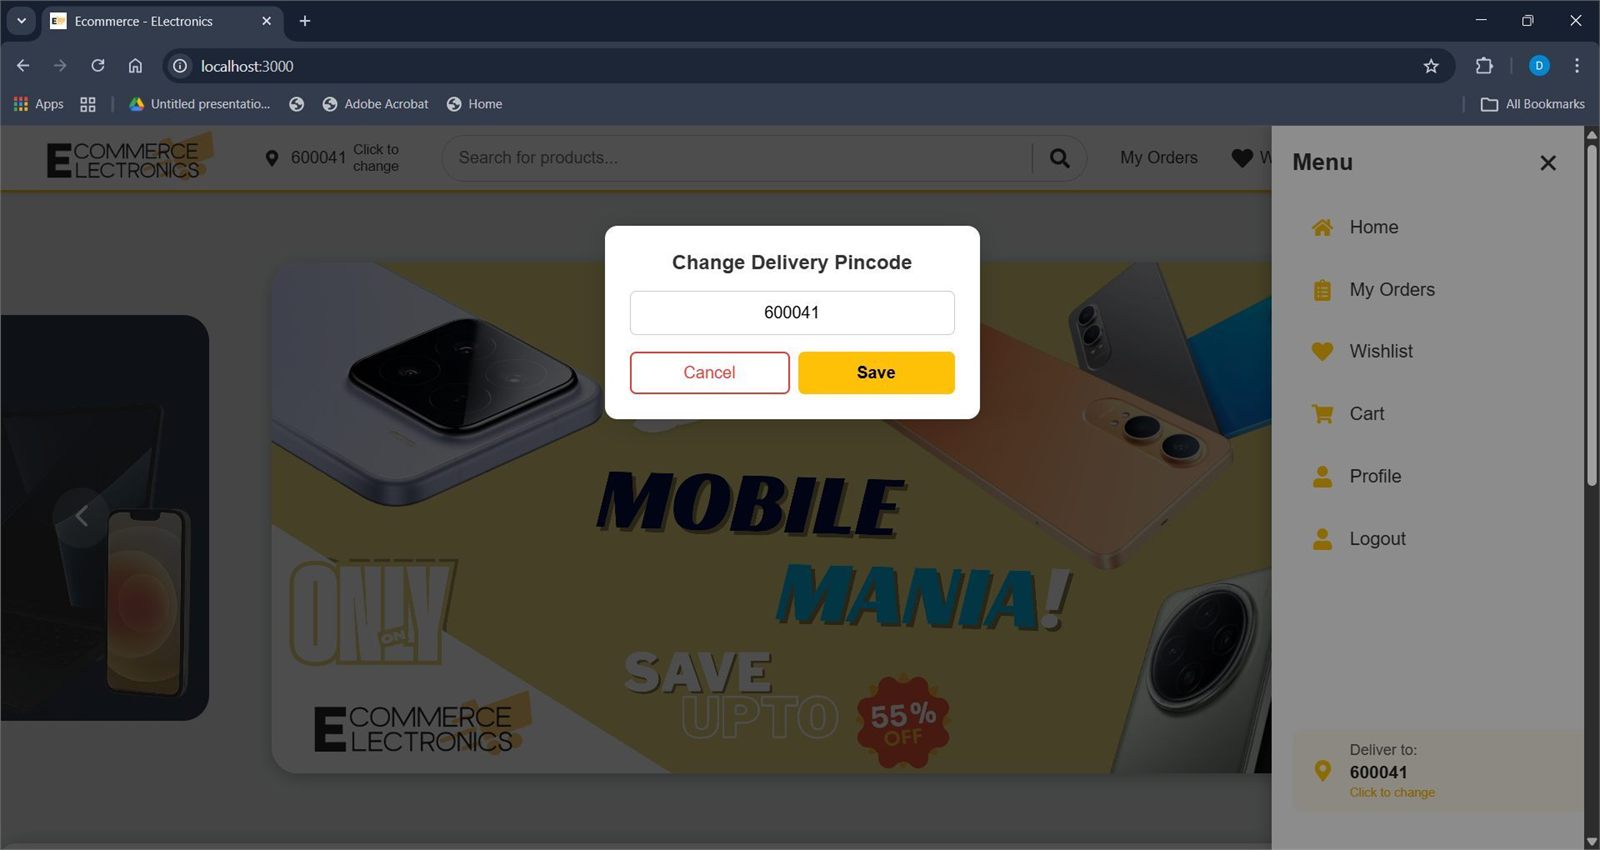 Ecommerce - ELectronics
localhost:3000
D
Apps
Untitled presentatio...
Adobe Acrobat
Home
All Bookmarks
ECOMMERCE
ELECTRONICS
600041
Click to
change
Search for products...
My Orders
W
Menu
Home
My Orders
Wishlist
Cart
Profile
Logout
Deliver to:
600041
Click to change
Change Delivery Pincode
600041
Cancel
Save
MOBILE
MANIA!
ONLY
ON
SAVE
UPTO
55%
OFF
ECOMMERCE
ELECTRONICS